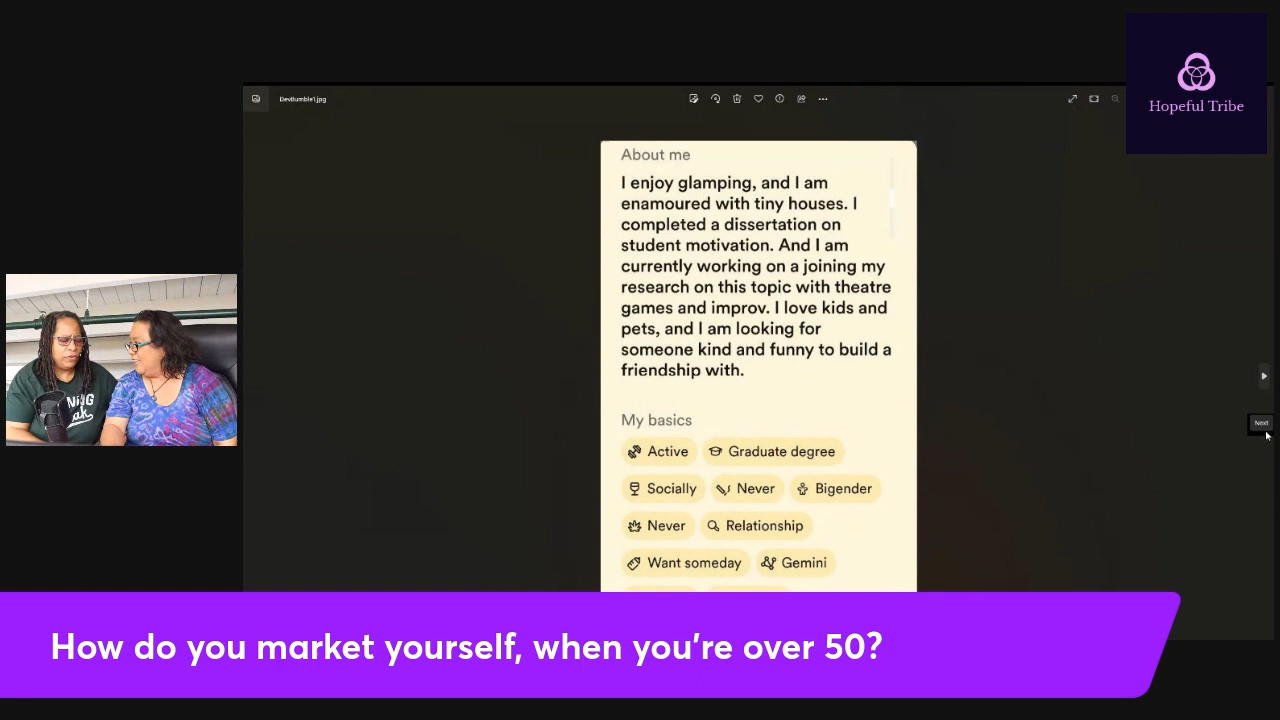 DevBumble1.jpg
Hopeful Tribe
About me
I enjoy glamping, and I am
enamoured with tiny houses. I
completed a dissertation on
student motivation. And I am
currently working on a joining my
research on this topic with theatre
games and improv. I love kids and
pets, and I am looking for
someone kind and funny to build a
friendship with.
My basics
Active
Graduate degree
Socially
Never
Bigender
Never
Relationship
Want someday
Gemini
Next
How do you market yourself, when you're over 50?